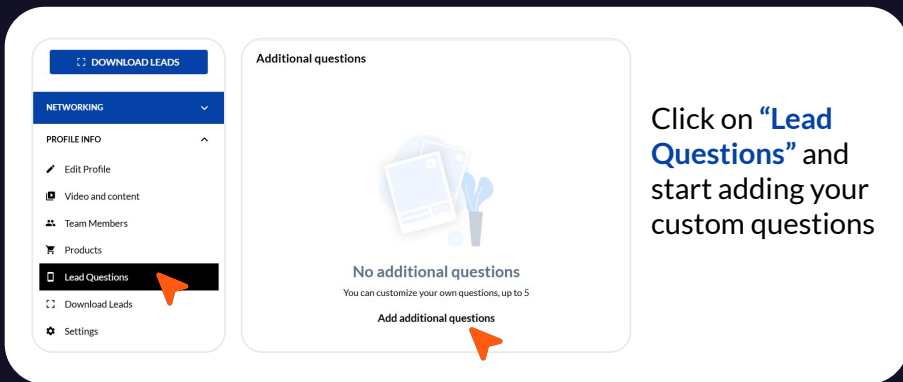 DOWNLOAD LEADS
NETWORKING
PROFILE INFO
Edit Profile
Video and content
Team Members
Products
Lead Questions
Download Leads
Settings
Additional questions
No additional questions
You can customize your own questions, up to 5
Add additional questions
Click on “Lead
Questions” and
start adding your
custom questions